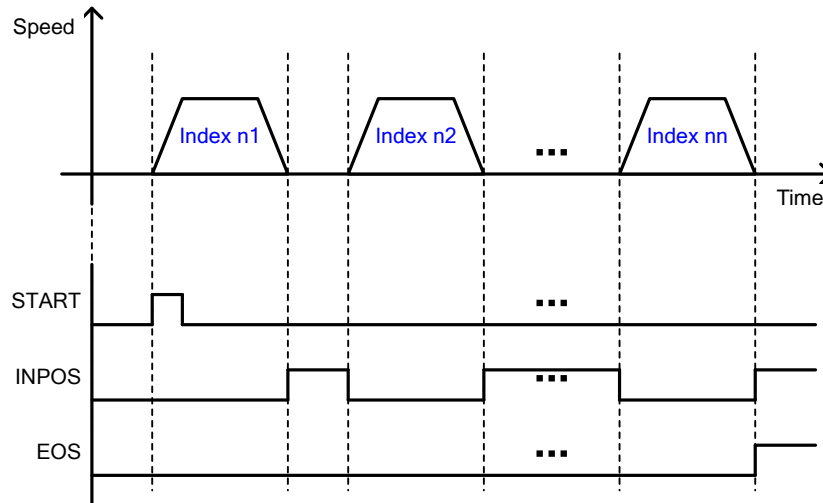 Speed
Index n1
Index n2
...
Index nn
Time
START
...
INPOS
...
EOS
...